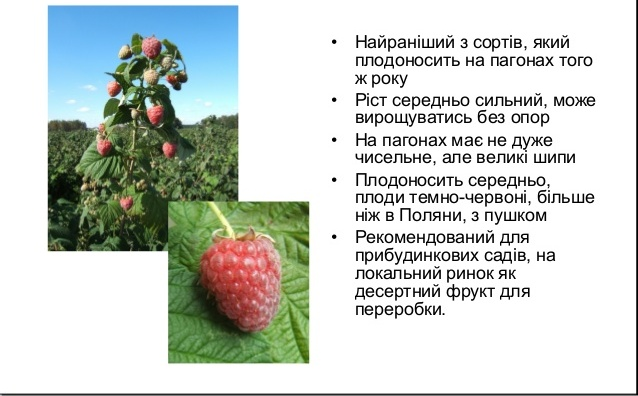 • Найраніший з сортів, який
плодоносить на пагонах того
ж року
• Ріст середньо сильний, може
вирощуватись без опор
• На пагонах має не дуже
чисельне, але великі шипи
• Плодоносить середньо,
плоди темно-червоні, більше
ніж в Поляни, з пушком
• Рекомендований для
прибудинкових садів, на
локальний ринок як
десертний фрукт для
переробки.